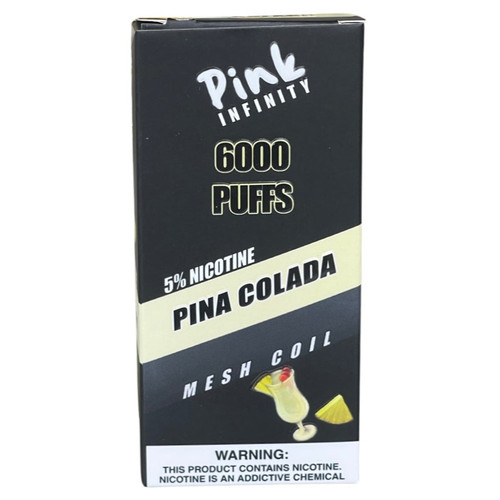 Pink
INFINITY
6000
PUFFS
5% NICOTINE
PINA COLADA
MESH COIL
WARNING:
THIS PRODUCT CONTAINS NICOTINE.
NICOTINE IS AN ADDICTIVE CHEMICAL